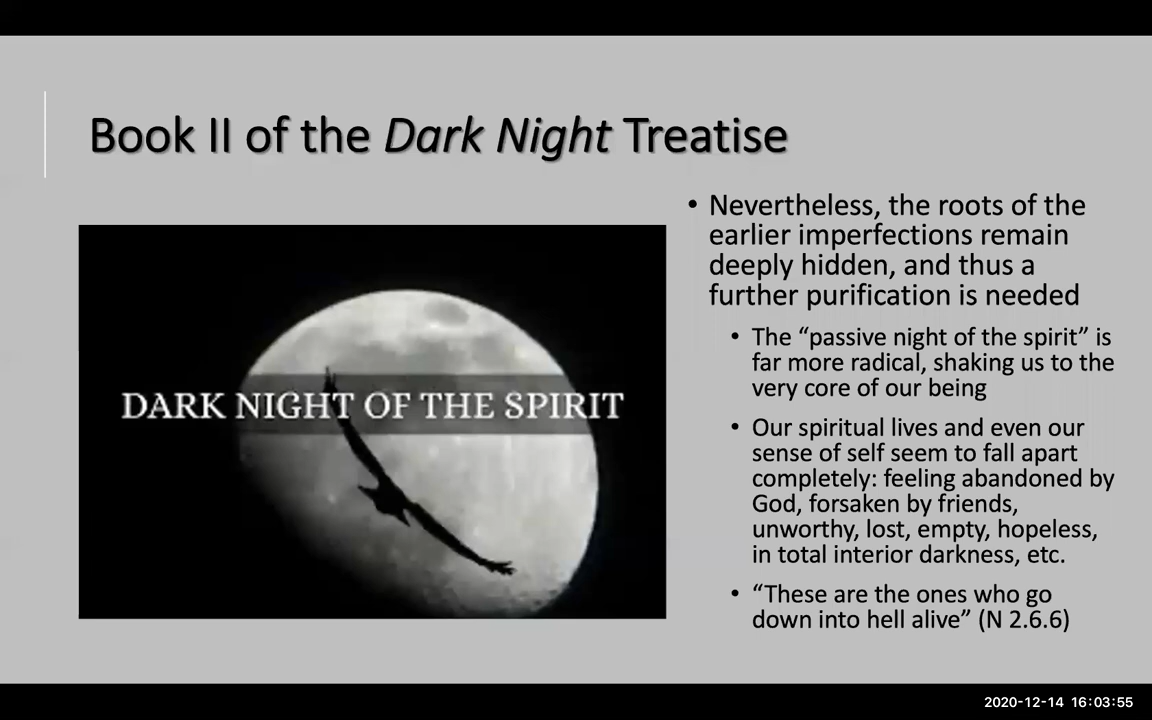 Book II of the Dark Night Treatise
DARK NIGHT OF THE SPIRIT
• Nevertheless, the roots of the
earlier imperfections remain
deeply hidden, and thus a
further purification is needed
• The “passive night of the spirit” is
far more radical, shaking us to the
very core of our being
• Our spiritual lives and even our
sense of self seem to fall apart
completely: feeling abandoned by
God, forsaken by friends,
unworthy, lost, empty, hopeless,
in total interior darkness, etc.
• “These are the ones who go
down into hell alive” (N 2.6.6)
2020-12-14 16:03:55